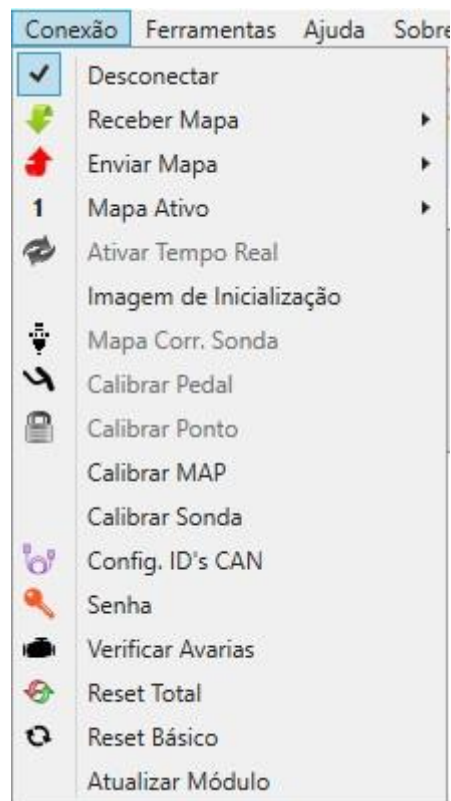 Conexão Ferramentas Ajuda Sobre
Desconectar
Receber Mapa
Enviar Mapa
1 Mapa Ativo
Ativar Tempo Real
Imagem de Inicialização
Mapa Corr. Sonda
Calibrar Pedal
Calibrar Ponto
Calibrar MAP
Calibrar Sonda
Config. ID's CAN
Senha
Verificar Avarias
Reset Total
Reset Básico
Atualizar Módulo